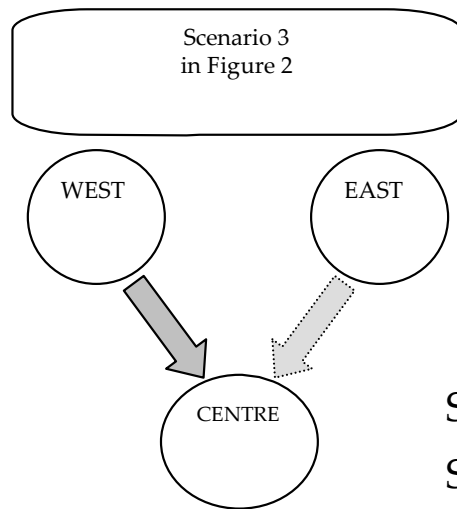 Scenario 3
in Figure 2
WEST
EAST
CENTRE
S
S